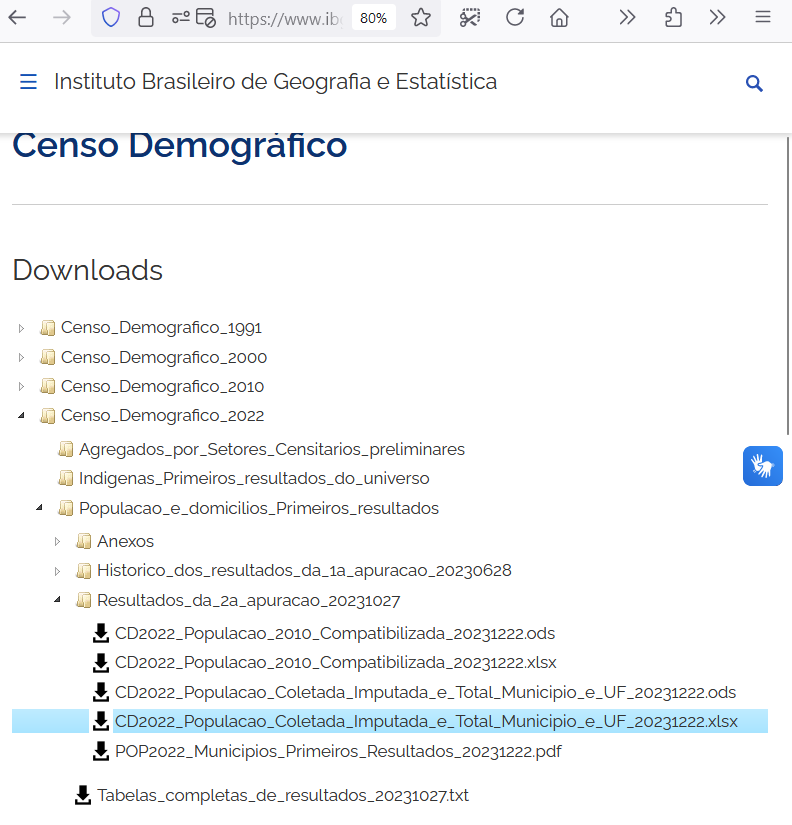 https://www.ib
80%
Instituto Brasileiro de Geografia e Estatística
Censo Demográfico
Downloads
Censo_Demografico_1991
Censo_Demografico_2000
Censo_Demografico_2010
Censo_Demografico_2022
Agregados_por_Setores_Censitarios_preliminares
Indigenas_Primeiros_resultados_do_universo
Populacao_e_domicilios_Primeiros_resultados
Anexos
Historico_dos_resultados_da_1a_apuracao_20230628
Resultados_da_2a_apuracao_20231027
CD2022_Populacao_2010_Compatibilizada_20231222.ods
CD2022_Populacao_2010_Compatibilizada_20231222.xlsx
CD2022_Populacao_Coletada_Imputada_e_Total_Municipio_e_UF_20231222.ods
CD2022_Populacao_Coletada_Imputada_e_Total_Municipio_e_UF_20231222.xlsx
POP2022_Municipios_Primeiros_Resultados_20231222.pdf
Tabelas_completas_de_resultados_20231027.txt